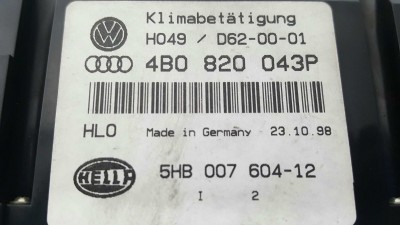 Klimabetätigung
H049 / D62-00-01
4B0 820 043P
HLO Made in Germany 23.10.98
HELLA 5HB 007 604-12
I 2